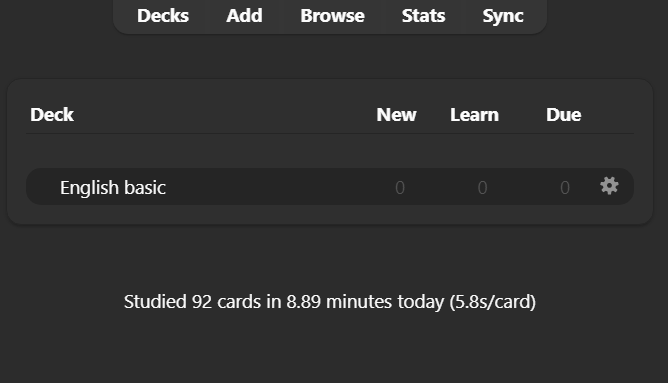 Decks Add Browse Stats Sync
Deck New Learn Due
English basic 0 0 0
Studied 92 cards in 8.89 minutes today (5.8s/card)